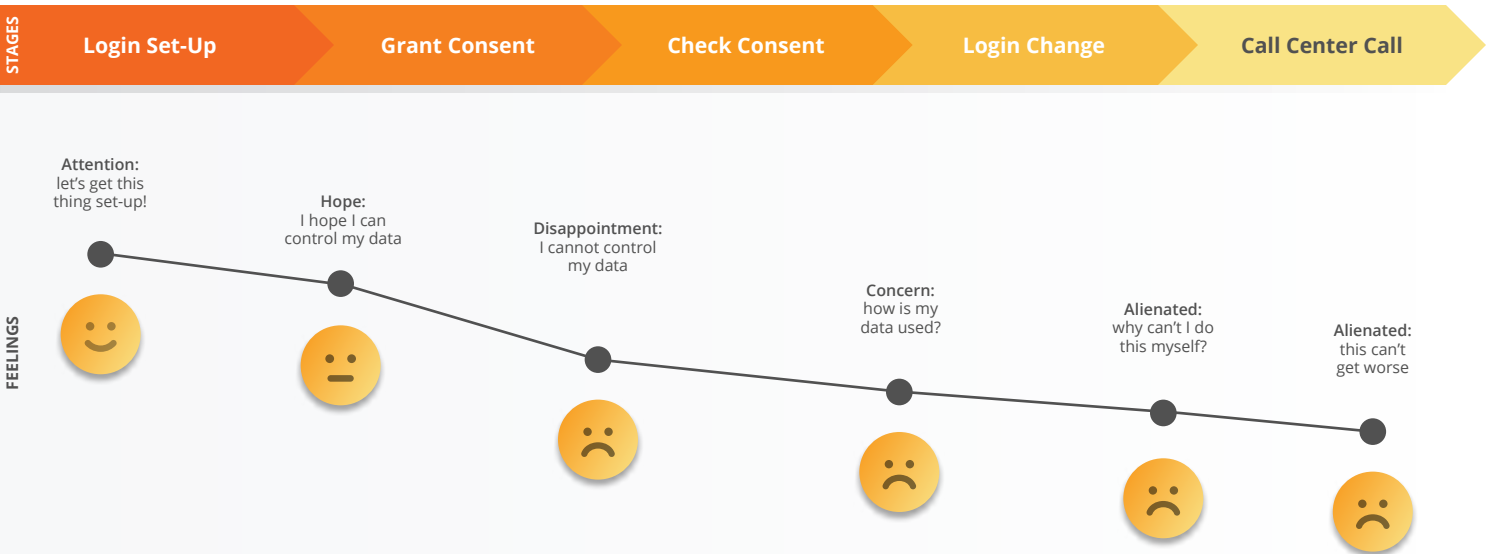 STAGES
Login Set-Up
Grant Consent
Check Consent
Login Change
Call Center Call
FEELINGS
Attention:
let's get this
thing set-up!
Hope:
I hope I can
control my data
Disappointment:
I cannot control
my data
Concern:
how is my
data used?
Alienated:
why can't I do
this myself?
Alienated:
this can't
get worse